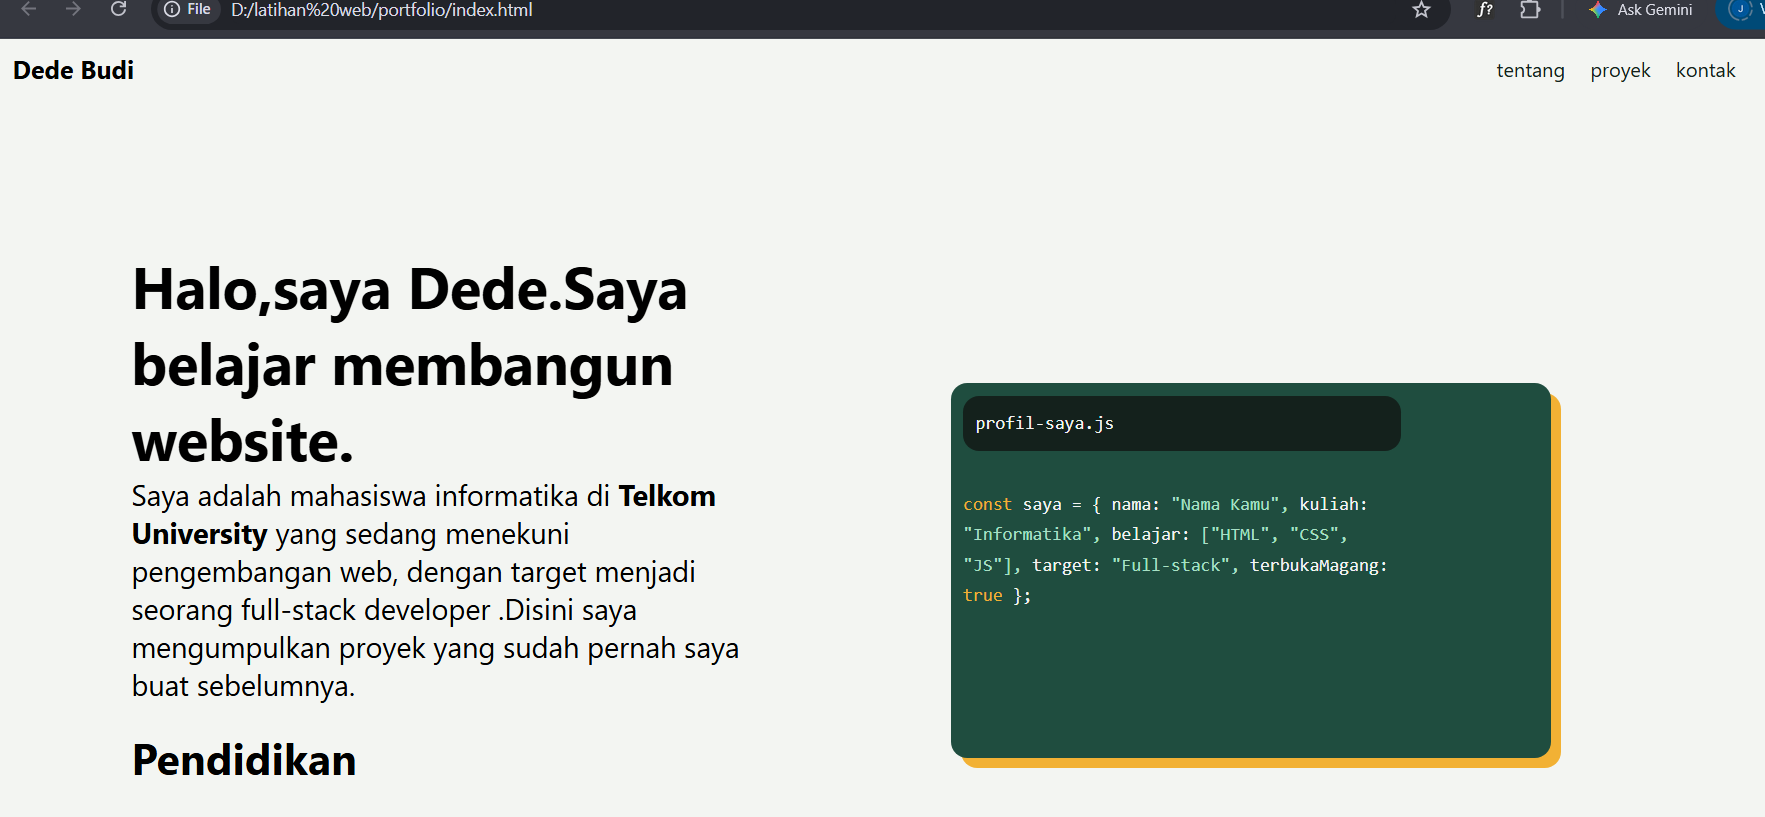 File D:/latihan%20web/portfolio/index.html f? Ask Gemini J
Dede Budi
tentang proyek kontak
Halo,saya Dede.Saya
belajar membangun
website.
Saya adalah mahasiswa informatika di Telkom
University yang sedang menekuni
pengembangan web, dengan target menjadi
seorang full-stack developer .Disini saya
mengumpulkan proyek yang sudah pernah saya
buat sebelumnya.
Pendidikan
profil-saya.js
const saya = { nama: "Nama Kamu", kuliah:
"Informatika", belajar: ["HTML", "CSS",
"JS"], target: "Full-stack", terbukaMagang:
true };